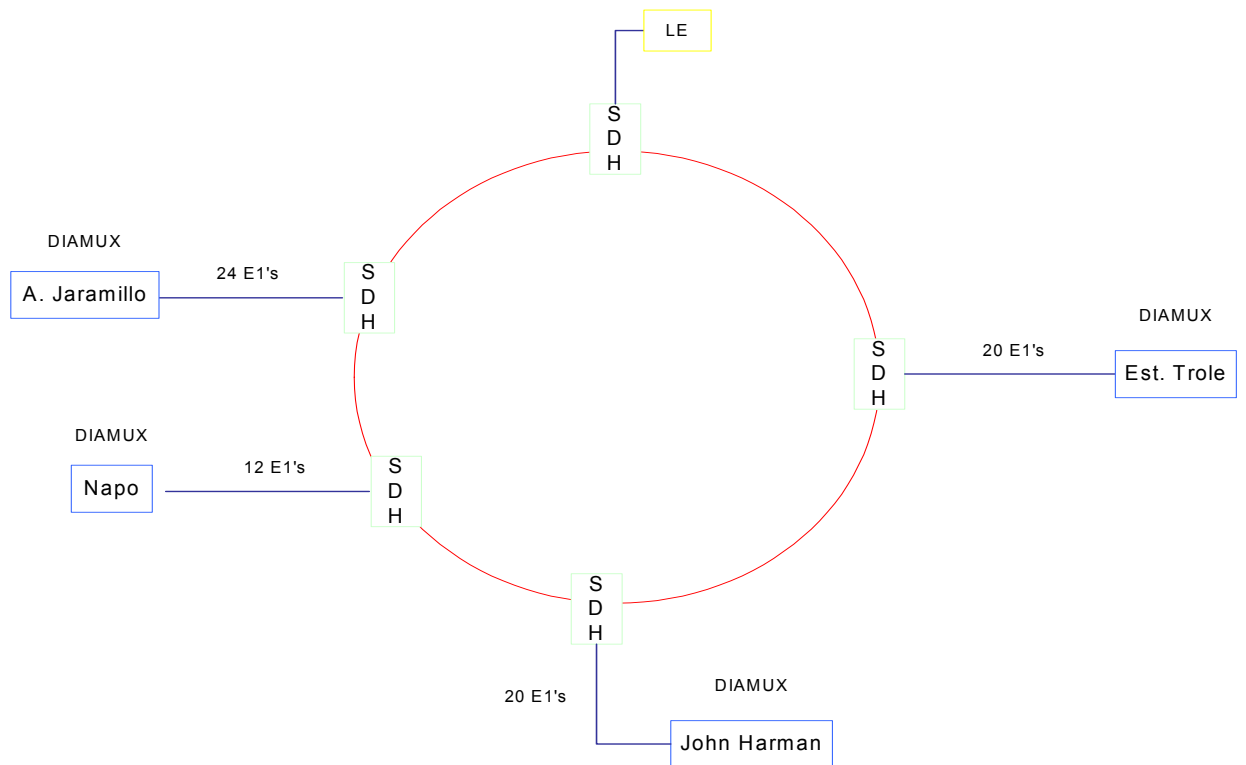 LE
S
D
H
DIAMUX
A. Jaramillo
24 E1's
S
D
H
S
D
H
20 E1's
DIAMUX
Est. Trole
DIAMUX
Napo
12 E1's
S
D
H
S
D
H
20 E1's
DIAMUX
John Harman